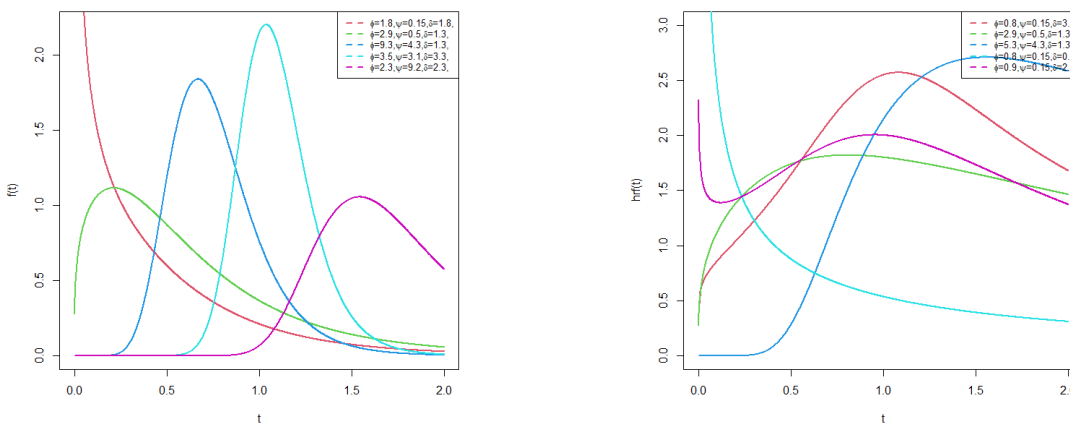 ϕ=1.8,ψ=0.15,δ=1.8,
ϕ=2.9,ψ=0.5,δ=1.3,
ϕ=9.3,ψ=4.3,δ=1.3,
ϕ=3.5,ψ=3.1,δ=3.3,
ϕ=2.3,ψ=9.2,δ=2.3,
f(t)
2.0
1.5
1.0
0.5
0.0
0.0 0.5 1.0 1.5 2.0
t
ϕ=0.8,ψ=0.15,δ=3.
ϕ=2.9,ψ=0.5,δ=1.3
ϕ=5.3,ψ=4.3,δ=1.3
ϕ=0.8,ψ=0.15,δ=0.
ϕ=0.9,ψ=0.15,δ=2.
hrf(t)
3.0
2.5
2.0
1.5
1.0
0.5
0.0
0.0 0.5 1.0 1.5 2.0
t